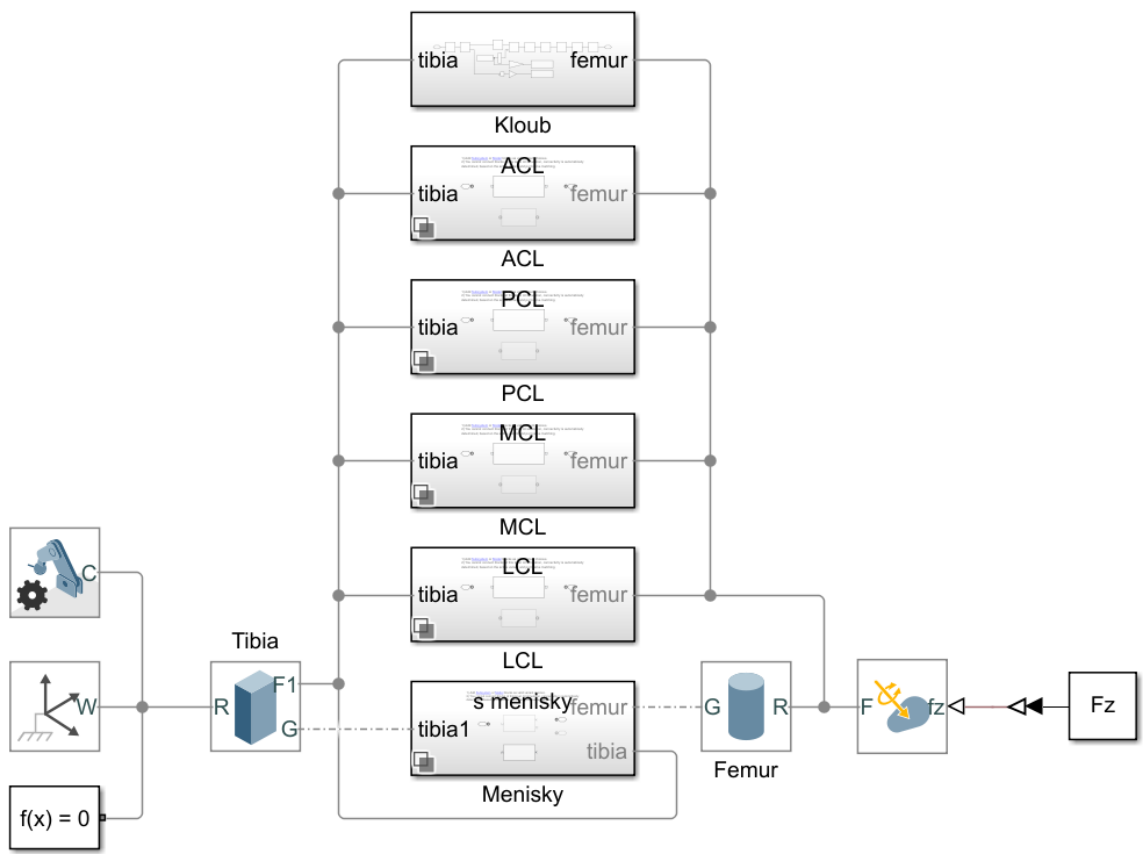 tibia
femur
Kloub
ACL
tibia
femur
ACL
PCL
tibia
femur
PCL
MCL
tibia
femur
MCL
LCL
tibia
femur
LCL
C
W
f(x) = 0
Tibia
R
F1
G
s menisky
femur
tibia1
tibia
Menisky
G
R
Femur
F
fz
Fz